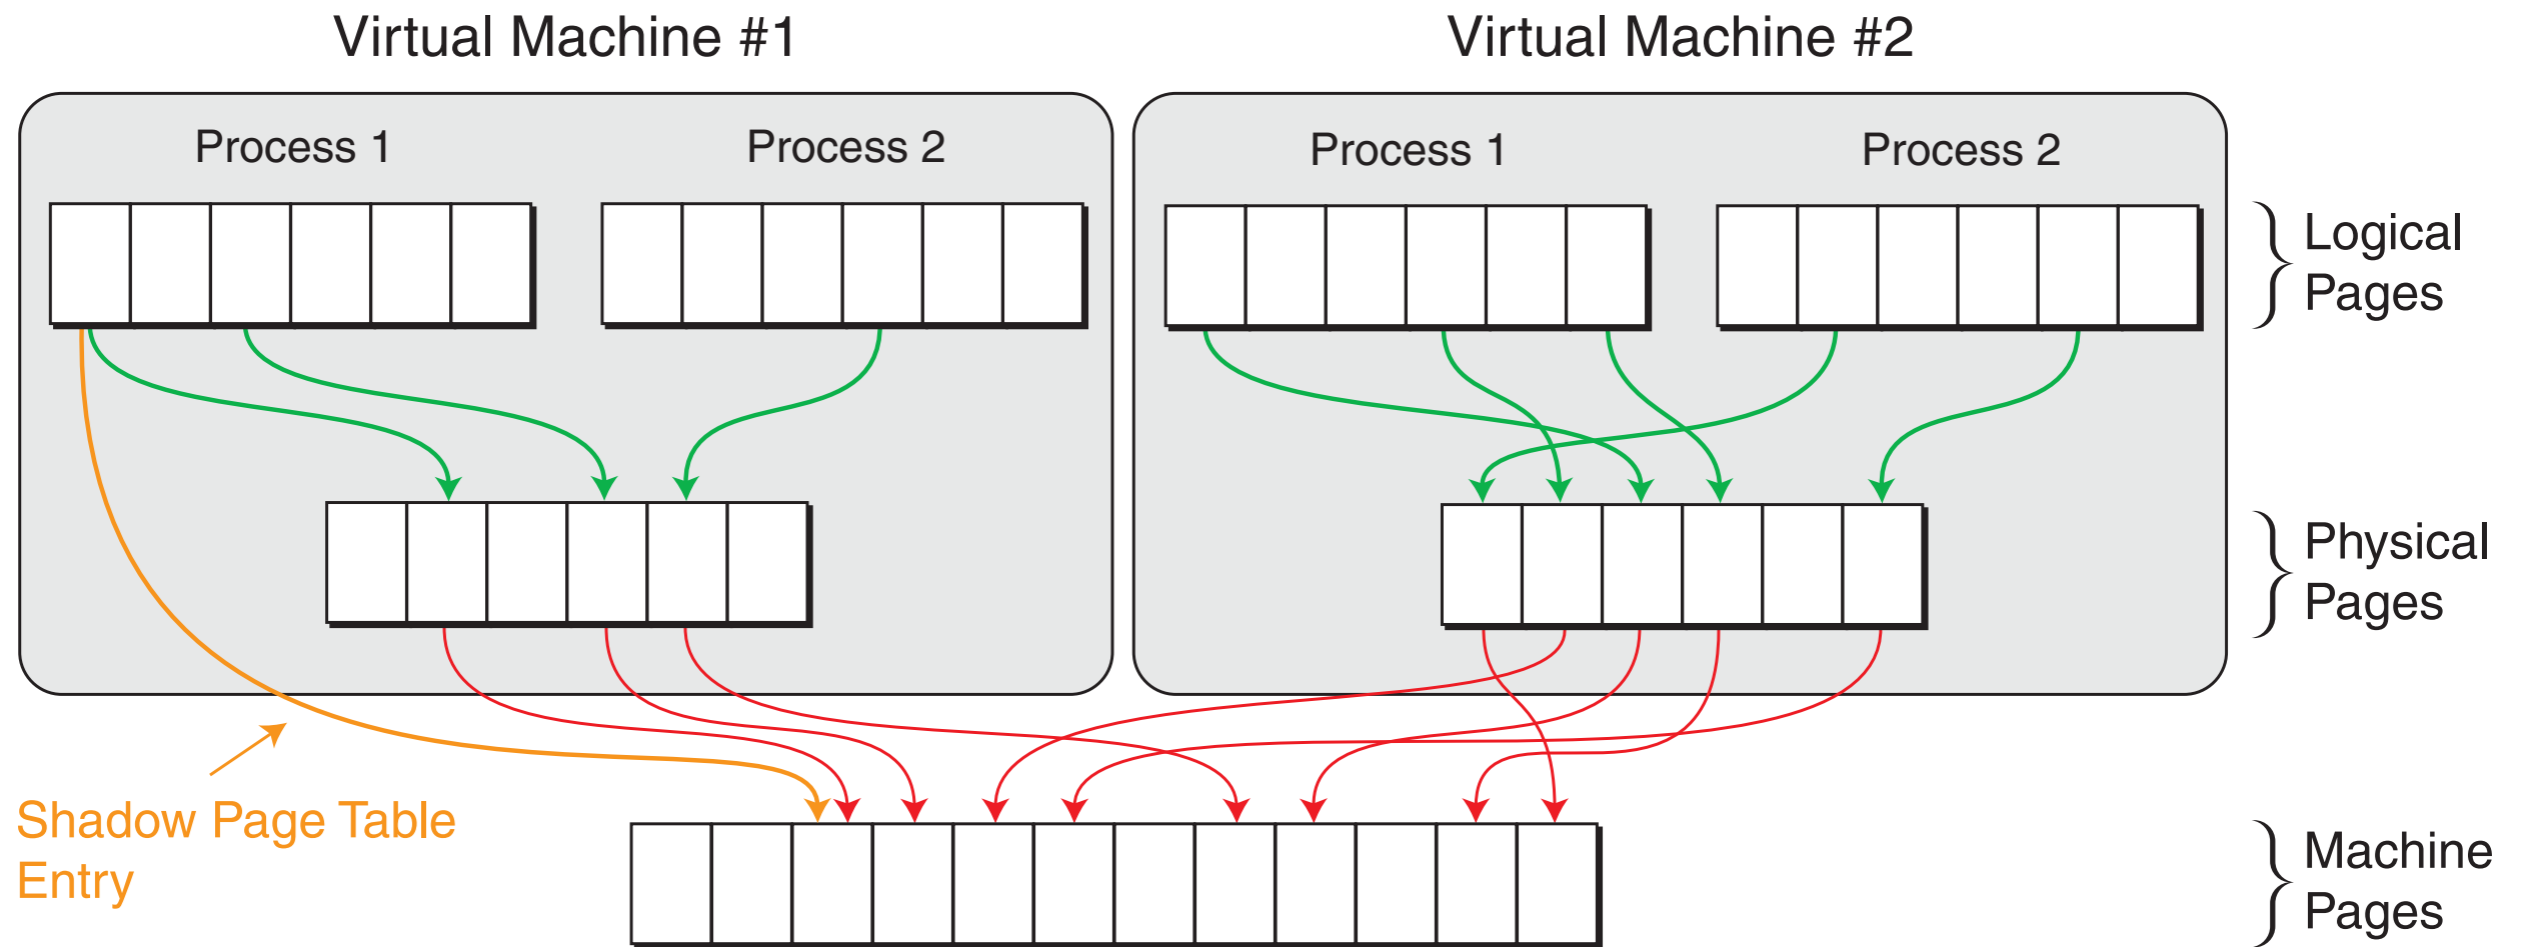 Virtual Machine #1
Virtual Machine #2
Process 1
Process 2
Process 1
Process 2
Logical
Pages
Physical
Pages
Shadow Page Table
Entry
Machine
Pages